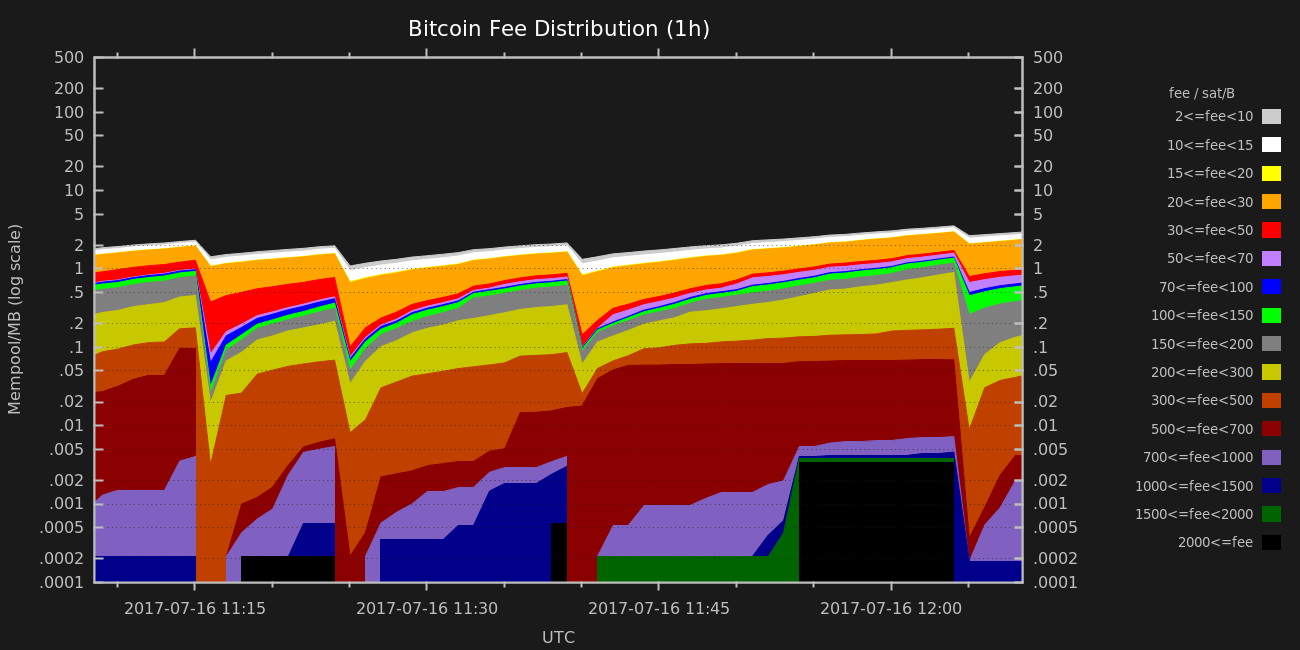 Bitcoin Fee Distribution (1h)
500
200
100
50
20
10
5
2
1
.5
.2
.1
.05
.02
.01
.005
.002
.001
.0005
.0002
.0001
Mempool/MB (log scale)
500
200
100
50
20
10
5
2
1
.5
.2
.1
.05
.02
.01
.005
.002
.001
.0005
.0002
.0001
2017-07-16 11:15
2017-07-16 11:30
2017-07-16 11:45
2017-07-16 12:00
UTC
fee / sat/B
2<=fee<10
10<=fee<15
15<=fee<20
20<=fee<30
30<=fee<50
50<=fee<70
70<=fee<100
100<=fee<150
150<=fee<200
200<=fee<300
300<=fee<500
500<=fee<700
700<=fee<1000
1000<=fee<1500
1500<=fee<2000
2000<=fee